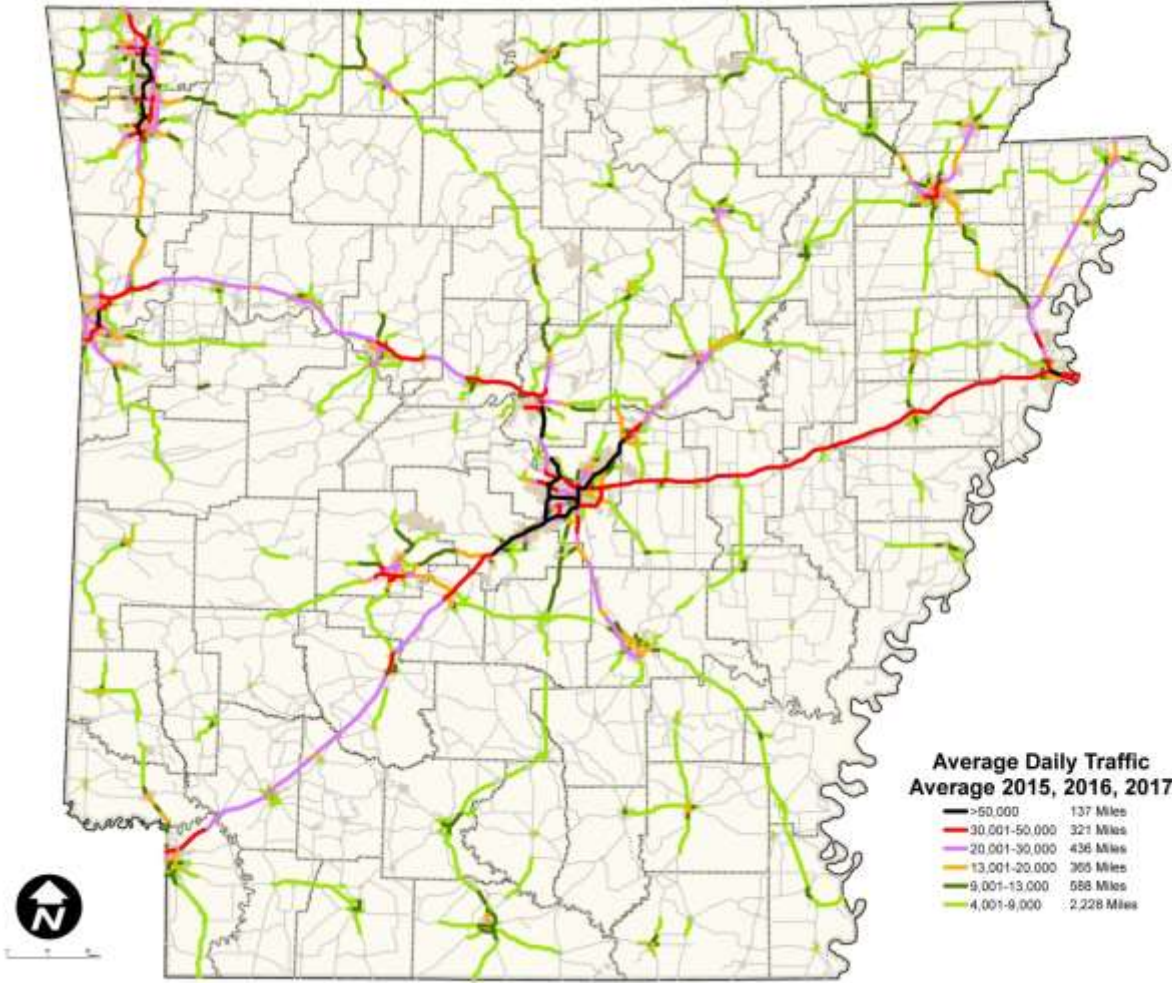 Average Daily Traffic
Average 2015, 2016, 2017
>50,000 137 Miles
30,001-50,000 321 Miles
20,001-30,000 436 Miles
13,001-20,000 365 Miles
9,001-13,000 588 Miles
4,001-9,000 2,228 Miles
N